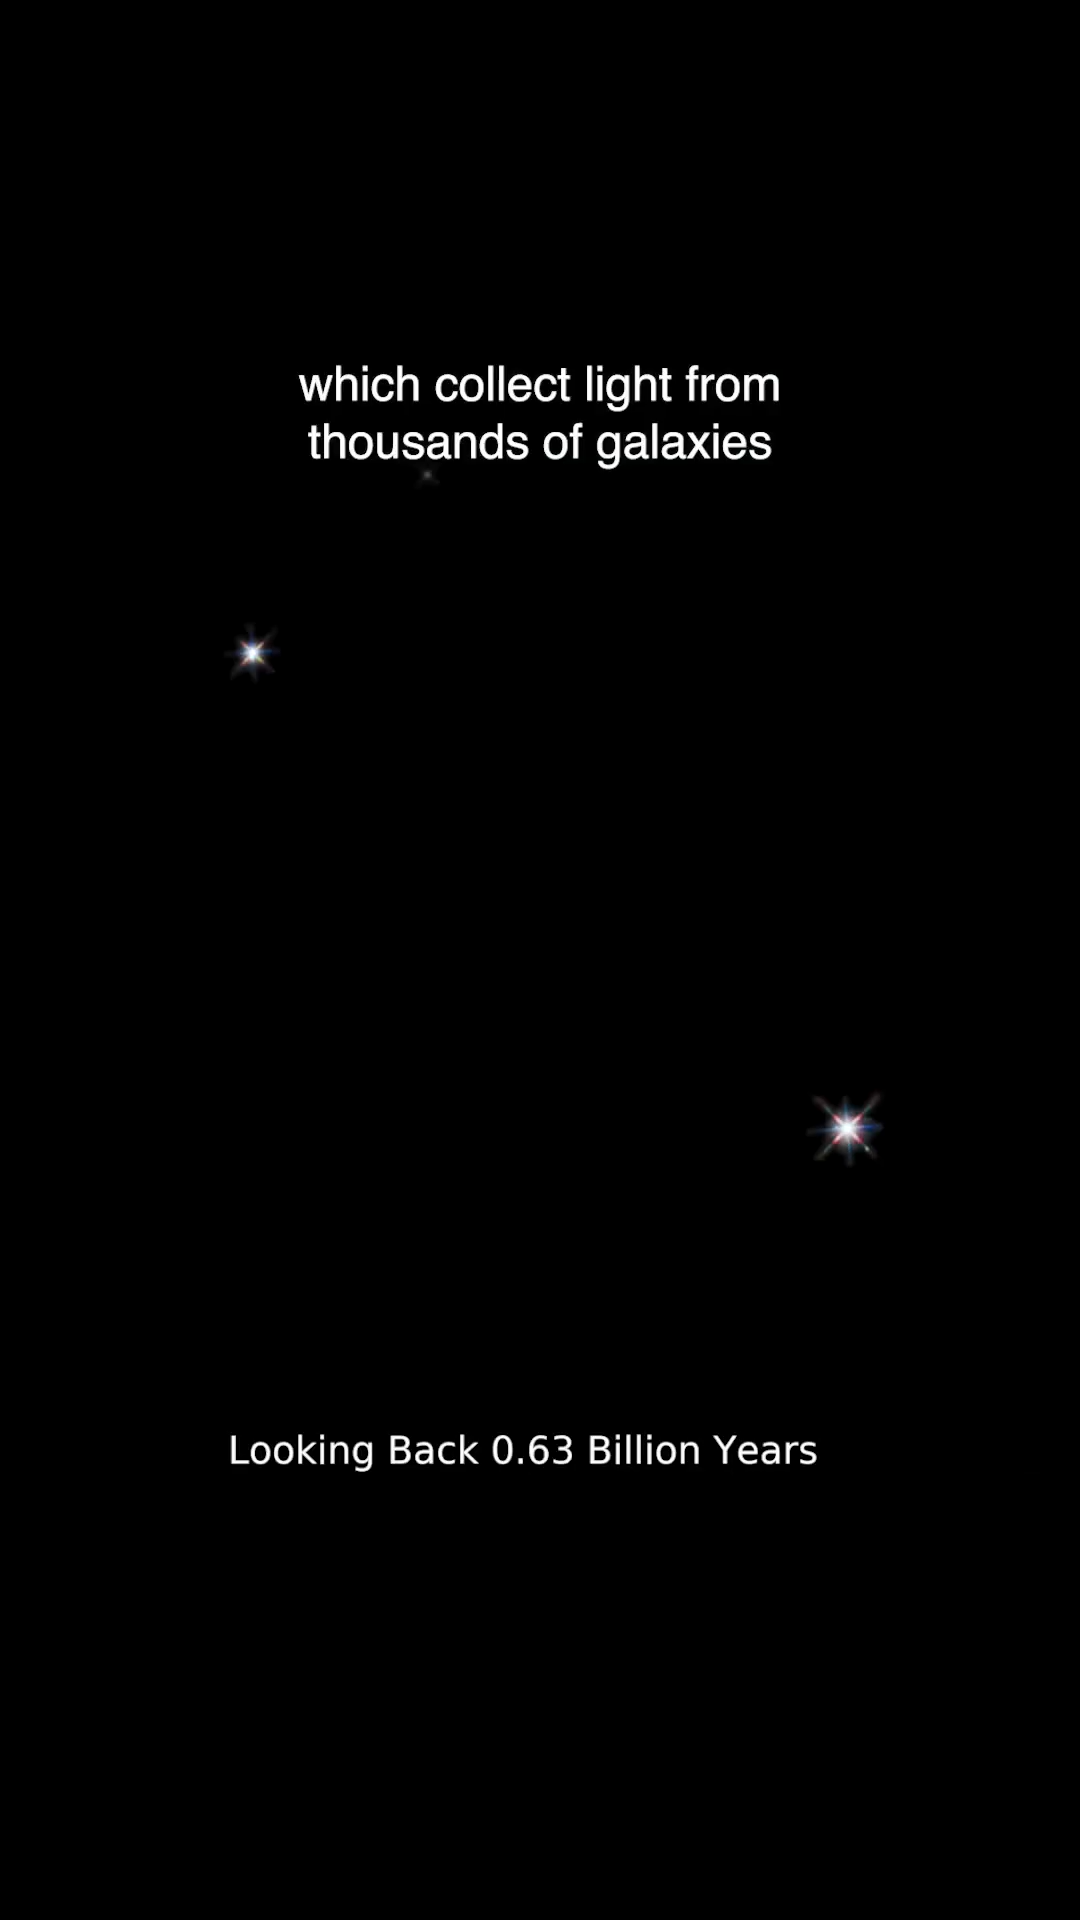 which collect light from
thousands of galaxies
Looking Back 0.63 Billion Years